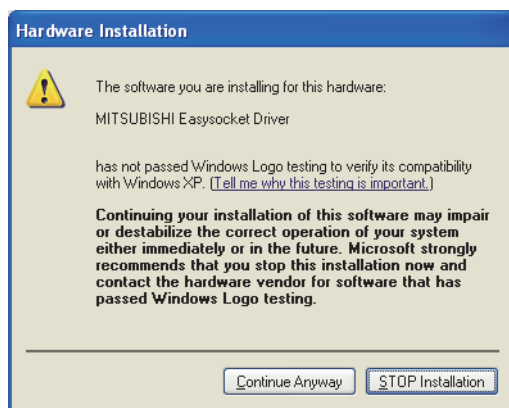 Hardware Installation
The software you are installing for this hardware:
MITSUBISHI Easysocket Driver
has not passed Windows Logo testing to verify its compatibility
with Windows XP. (Tell me why this testing is important.)
Continuing your installation of this software may impair
or destabilize the correct operation of your system
either immediately or in the future. Microsoft strongly
recommends that you stop this installation now and
contact the hardware vendor for software that has
passed Windows Logo testing.
Continue Anyway
STOP Installation